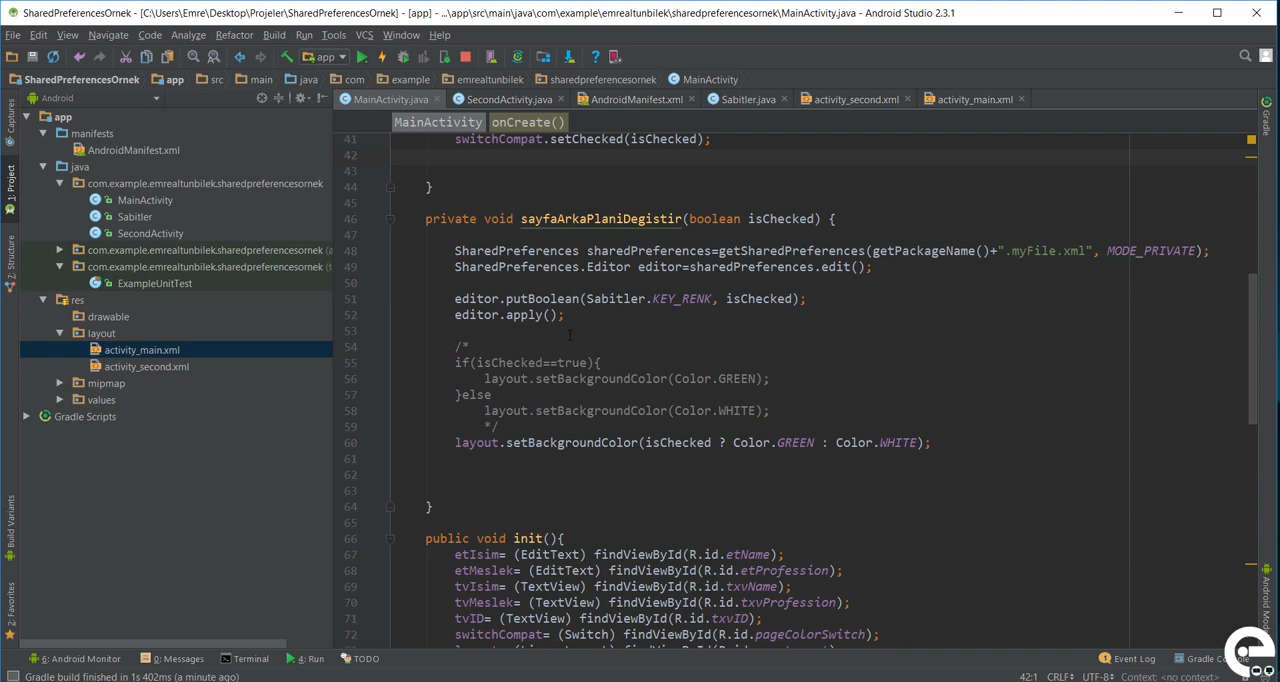 SharedPreferencesOrnek - [C:\Users\Emre\Desktop\Projeler\SharedPreferencesOrnek] - [app] - ...\app\src\main\java\com\example\emrealtunbilek\sharedpreferencesornek\MainActivity.java - Android Studio 2.3.1
File Edit View Navigate Code Analyze Refactor Build Run Tools VCS Window Help
app
SharedPreferencesOrnek app src main java com example emrealtunbilek sharedpreferencesornek MainActivity
Android MainActivity.java SecondActivity.java AndroidManifest.xml Sabitler.java activity_second.xml activity_main.xml
MainActivity onCreate()
Captures
1: Project
Z: Structure
Build Variants
2: Favorites
app
manifests
AndroidManifest.xml
java
com.example.emrealtunbilek.sharedpreferencesornek
MainActivity
Sabitler
SecondActivity
com.example.emrealtunbilek.sharedpreferencesornek (a
com.example.emrealtunbilek.sharedpreferencesornek (t
ExampleUnitTest
res
drawable
layout
activity_main.xml
activity_second.xml
mipmap
values
Gradle Scripts
41 switchCompat.setChecked(isChecked);
42
43
44 }
45
46 private void sayfaArkaPlaniDegistir(boolean isChecked) {
47
48 SharedPreferences sharedPreferences=getSharedPreferences(getPackageName()+".myFile.xml", MODE_PRIVATE);
49 SharedPreferences.Editor editor=sharedPreferences.edit();
50
51 editor.putBoolean(Sabitler.KEY_RENK, isChecked);
52 editor.apply();
53
54 /*
55 if(isChecked==true){
56 layout.setBackgroundColor(Color.GREEN);
57 }else
58 layout.setBackgroundColor(Color.WHITE);
59 */
60 layout.setBackgroundColor(isChecked ? Color.GREEN : Color.WHITE);
61
62
63
64 }
65
66 public void init(){
67 etIsim= (EditText) findViewById(R.id.etName);
68 etMeslek= (EditText) findViewById(R.id.etProfession);
69 tvIsim= (TextView) findViewById(R.id.txvName);
70 tvMeslek= (TextView) findViewById(R.id.txvProfession);
71 tvID= (TextView) findViewById(R.id.txvID);
72 switchCompat= (Switch) findViewById(R.id.pageColorSwitch);
Gradle
Android Model
6: Android Monitor 0: Messages Terminal 4: Run TODO Event Log Gradle
Gradle build finished in 1s 402ms (a minute ago) 42:1 CRLF UTF-8 Context: <no context>